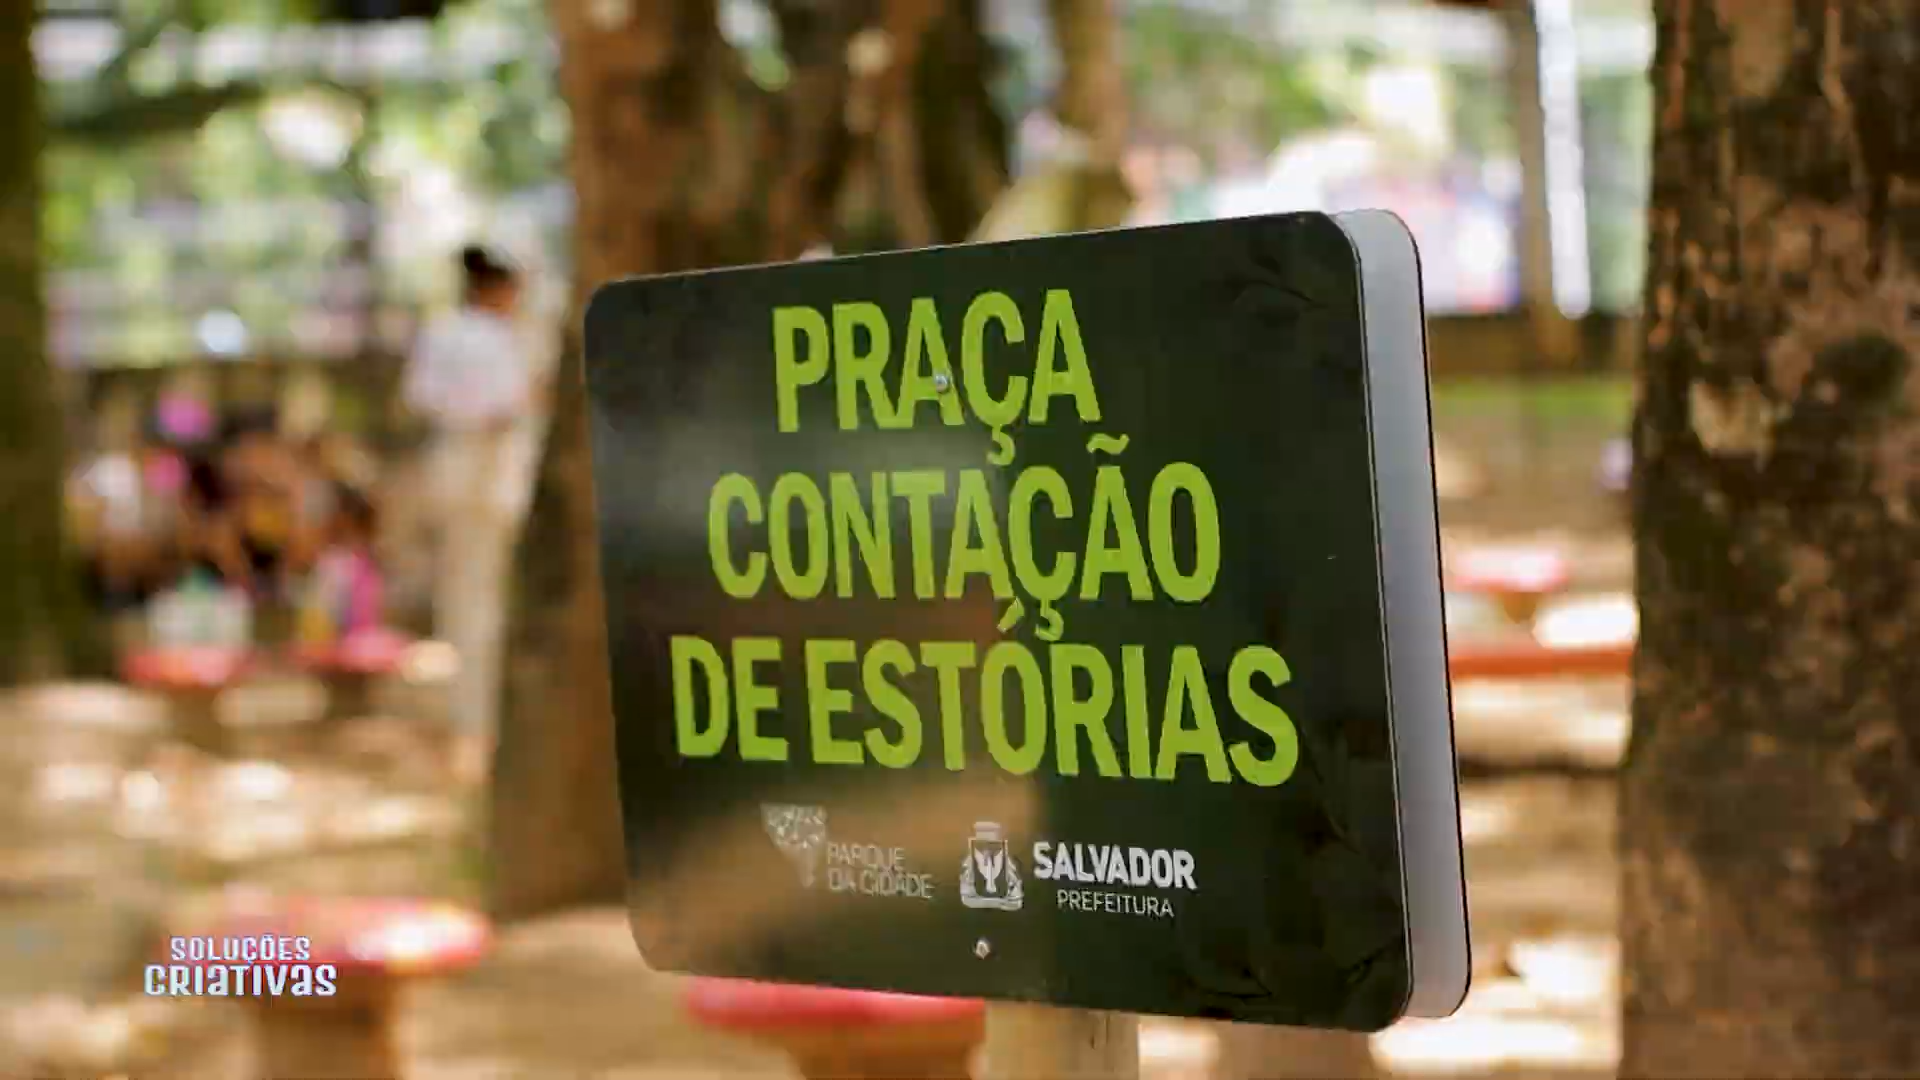 PRAÇA
CONTAÇÃO
DE ESTÓRIAS
PARQUE
DA CIDADE
SALVADOR
PREFEITURA
SOLUÇÕES
CRIATIVAS